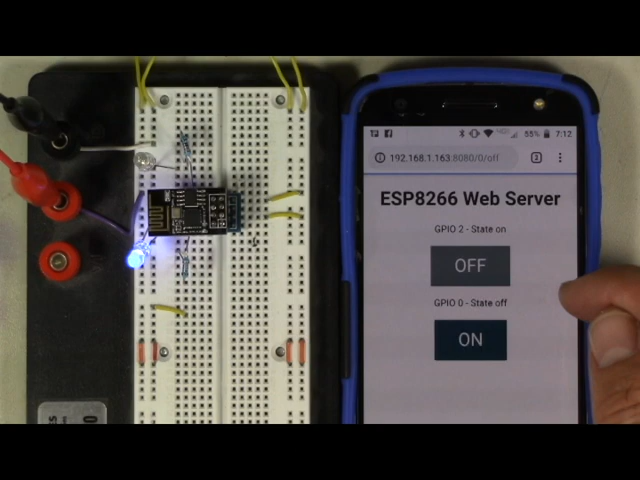 55% 7:12
192.168.1.163:8080/0/off
ESP8266 Web Server
GPIO 2 - State on
OFF
GPIO 0 - State off
ON